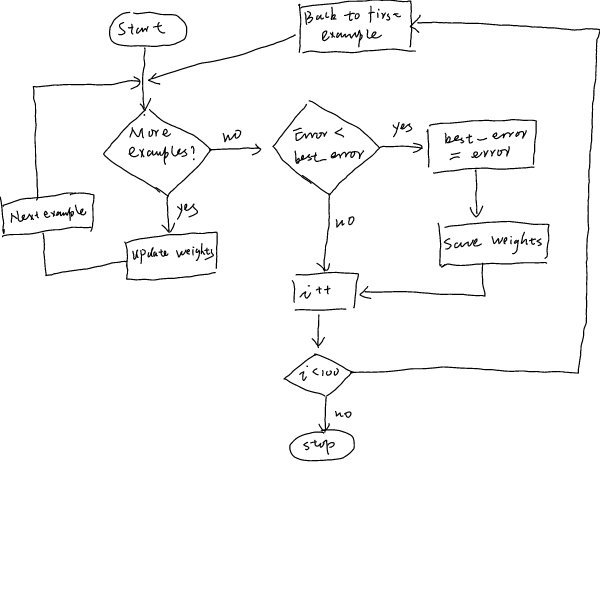 Start
Back to first
example
More
examples?
no
Error <
best_error
yes
best_error
= error
Next example
yes
Update weights
no
Save weights
i++
i<100
no
stop